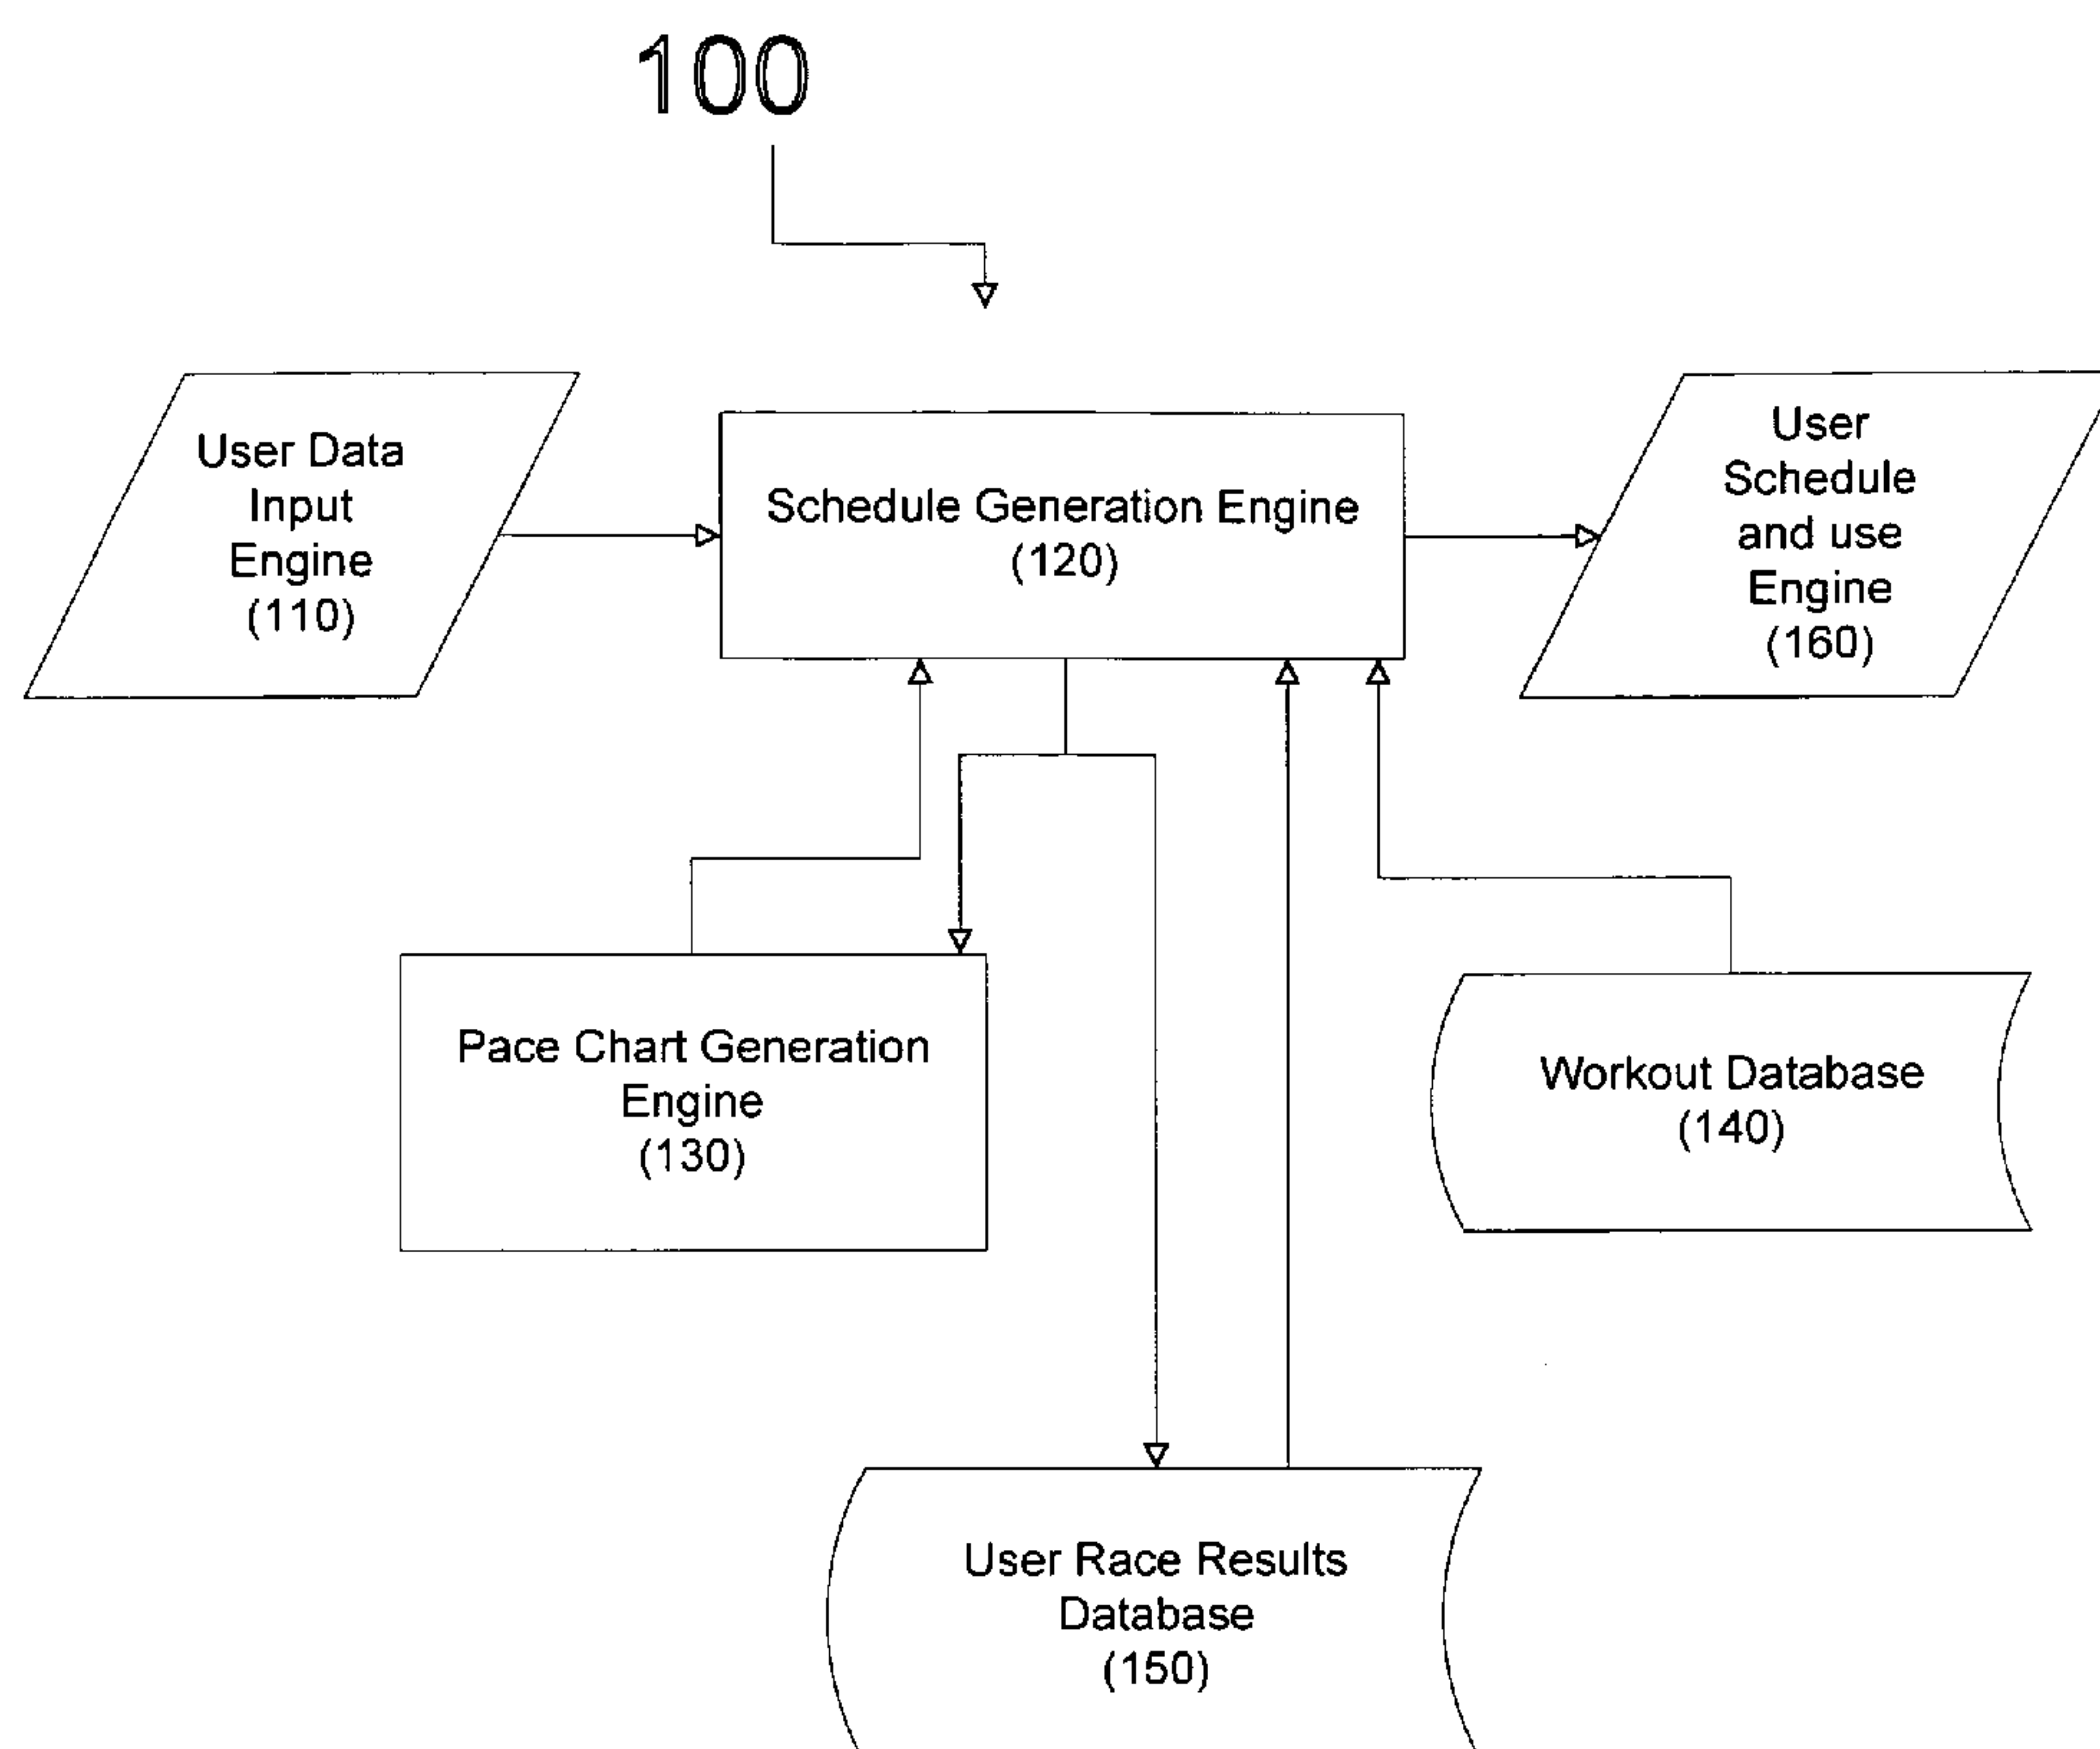 100
User Data
Input
Engine
(110)
Schedule Generation Engine
(120)
User
Schedule
and use
Engine
(160)
Pace Chart Generation
Engine
(130)
Workout Database
(140)
User Race Results
Database
(150)